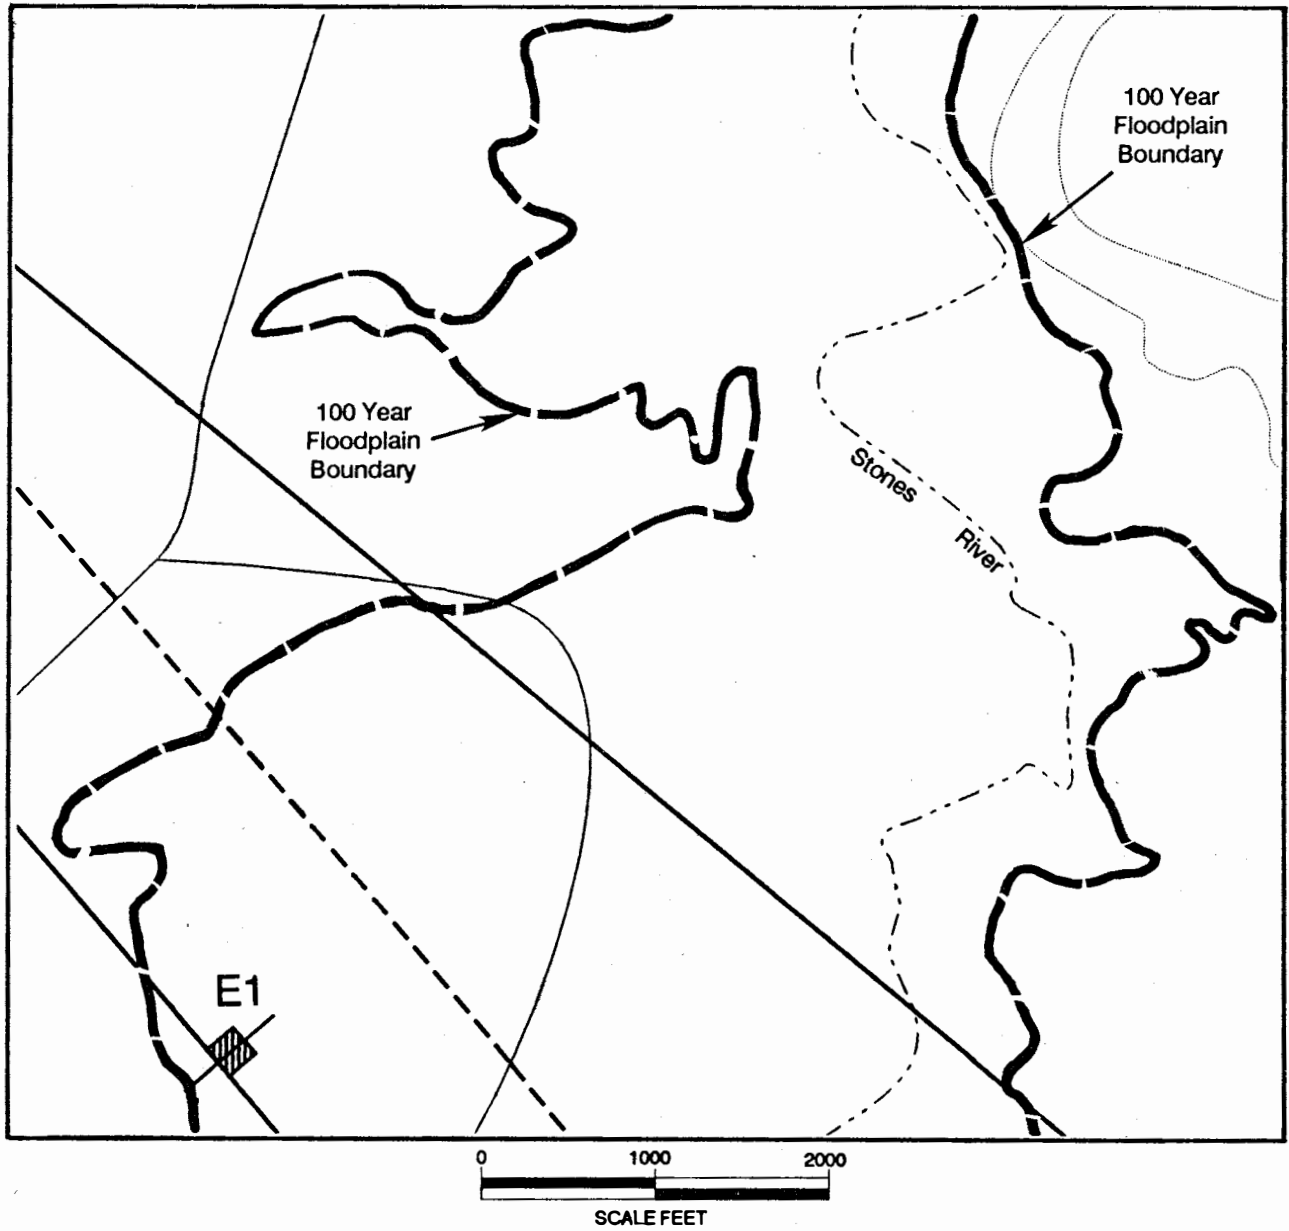 100 Year
Floodplain
Boundary
100 Year
Floodplain
Boundary
Stones
River
E1
0 1000 2000
SCALE FEET